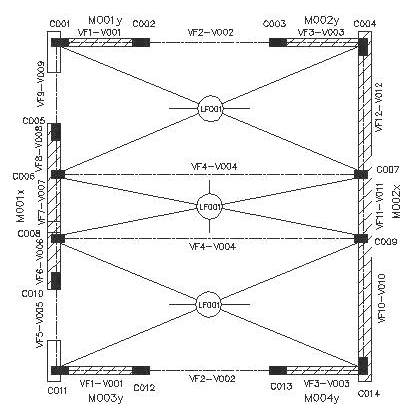 C001 M001y C002 C003 M002y C004
VF1-V001 VF2-V002 VF3-V003
VF9-V009
VF12-V012
LF001
C005
VF8-V008
C006 VF4-V004 C007
M001x
VF7-V007
LF001
VF11-V011
M002x
C008 VF4-V004 C009
VF6-V006
C010
LF001
VF5-V005
VF10-V010
VF1-V001 VF2-V002 VF3-V003
C011 M003y C012 C013 M004y C014